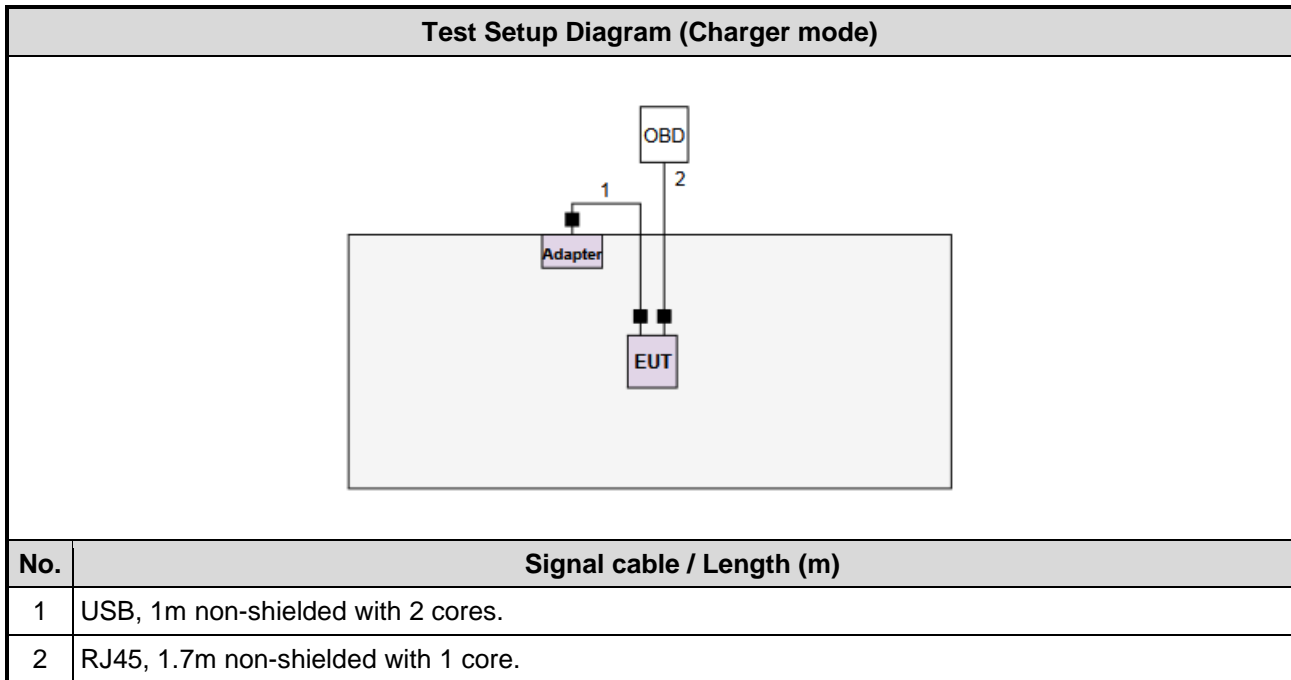 Test Setup Diagram (Charger mode)
OBD
1
2
Adapter
EUT
No. Signal cable / Length (m)
1 USB, 1m non-shielded with 2 cores.
2 RJ45, 1.7m non-shielded with 1 core.